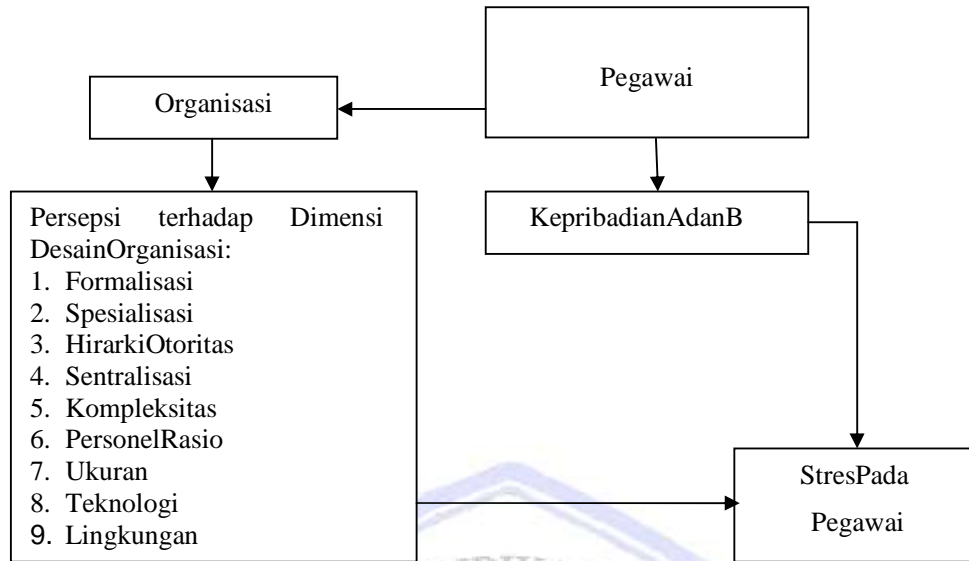 Pegawai
Organisasi
Persepsi terhadap Dimensi
DesainOrganisasi:
1. Formalisasi
2. Spesialisasi
3. HirarkiOtoritas
4. Sentralisasi
5. Kompleksitas
6. PersonelRasio
7. Ukuran
8. Teknologi
9. Lingkungan
KepribadianAdanB
StresPada
Pegawai